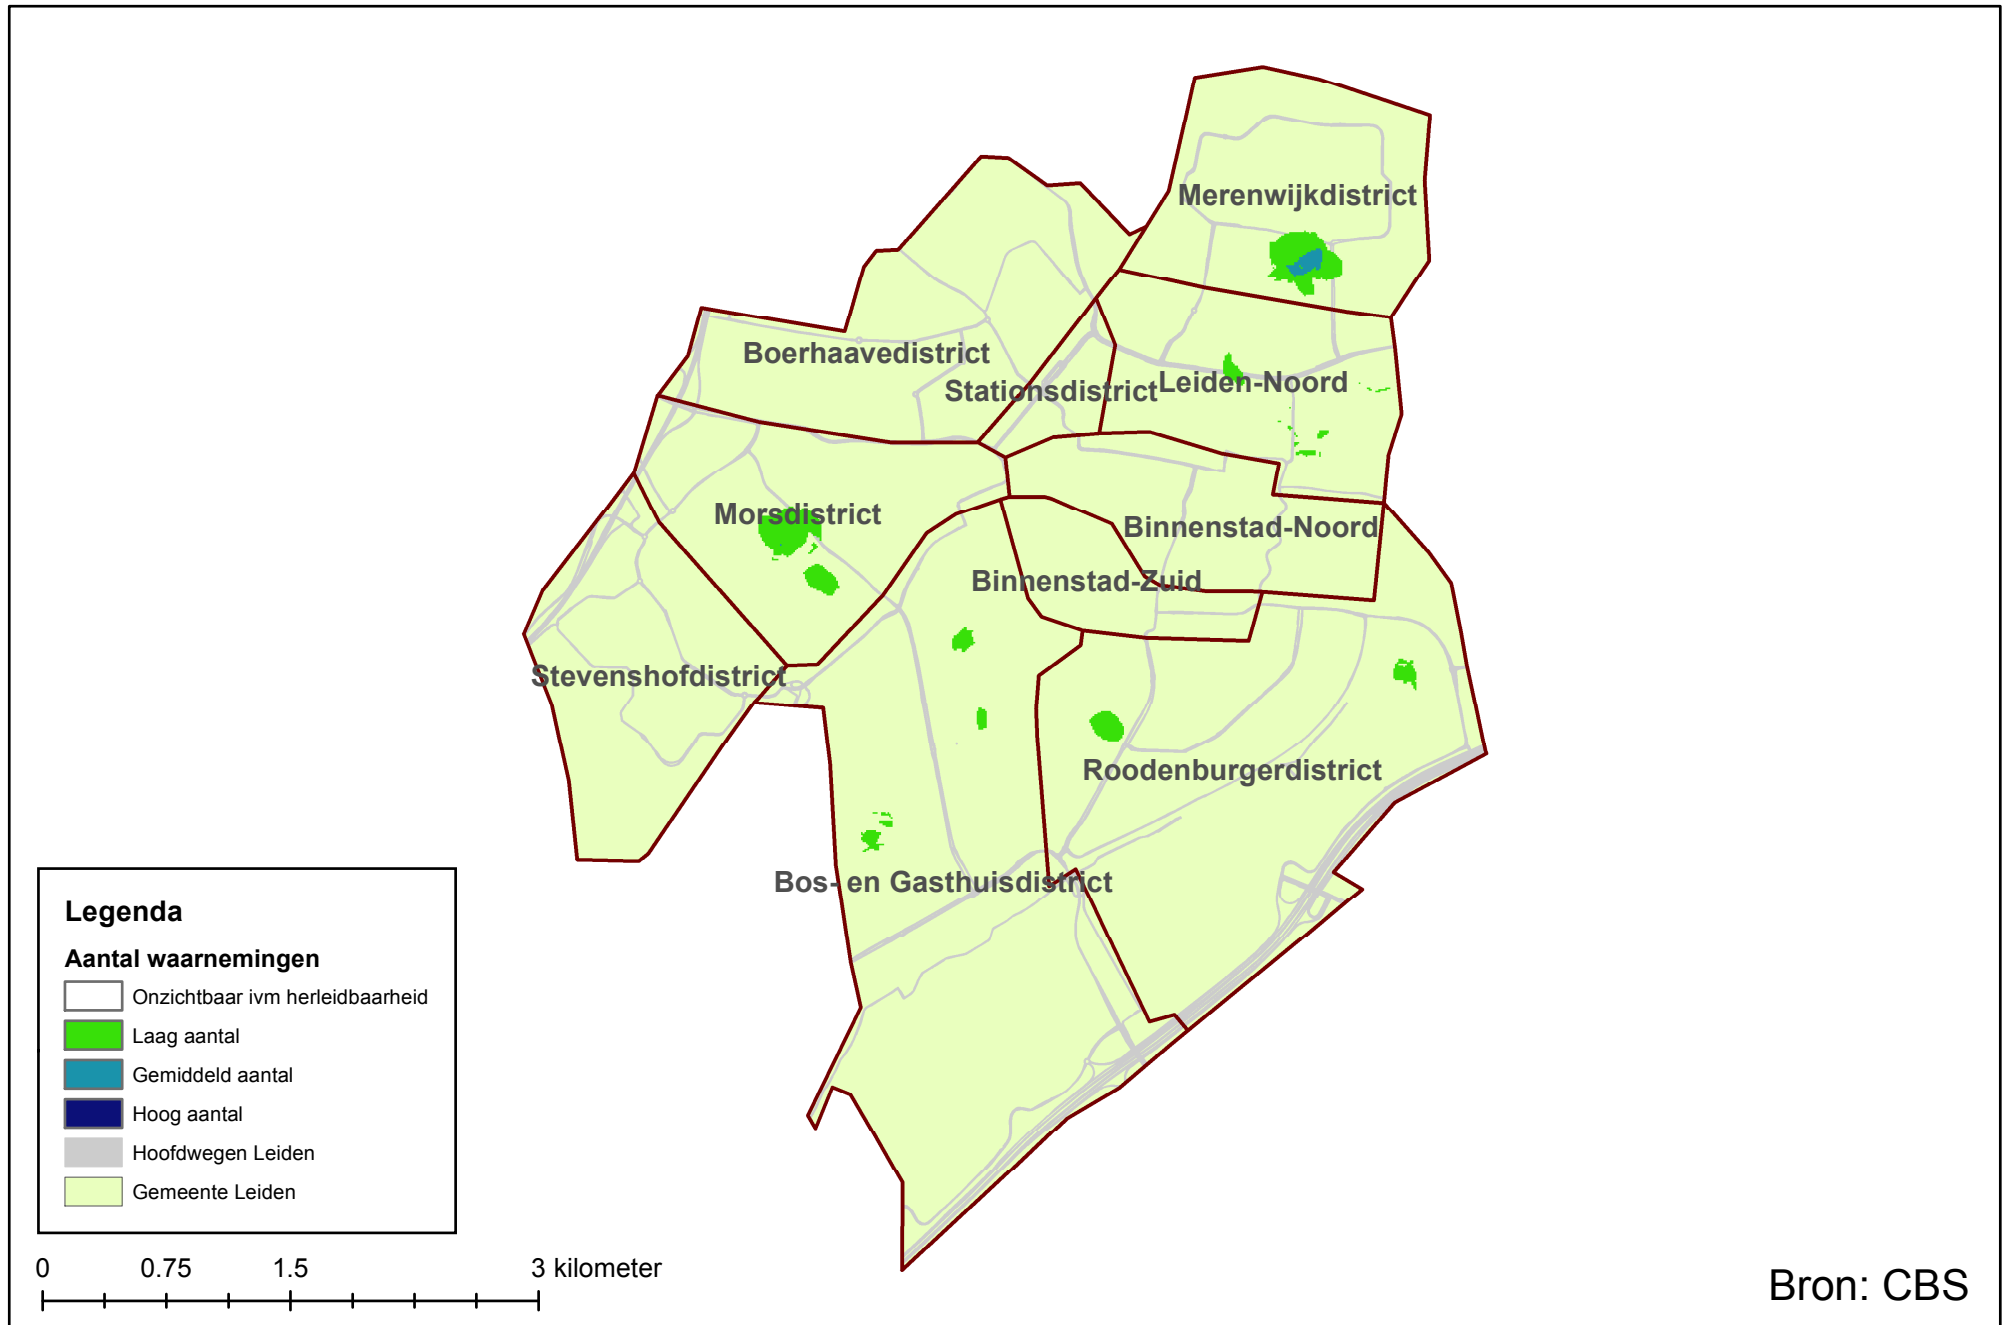 Merenwijkdistrict
Boerhaavedistrict
Stationsdistrict
Leiden-Noord
Morsdistrict
Binnenstad-Noord
Binnenstad-Zuid
Stevenshofdistrict
Roodenburgerdistrict
Bos- en Gasthuisdistrict
Legenda
Aantal waarnemingen
Onzichtbaar ivm herleidbaarheid
Laag aantal
Gemiddeld aantal
Hoog aantal
Hoofdwegen Leiden
Gemeente Leiden
0 0.75 1.5 3 kilometer
Bron: CBS